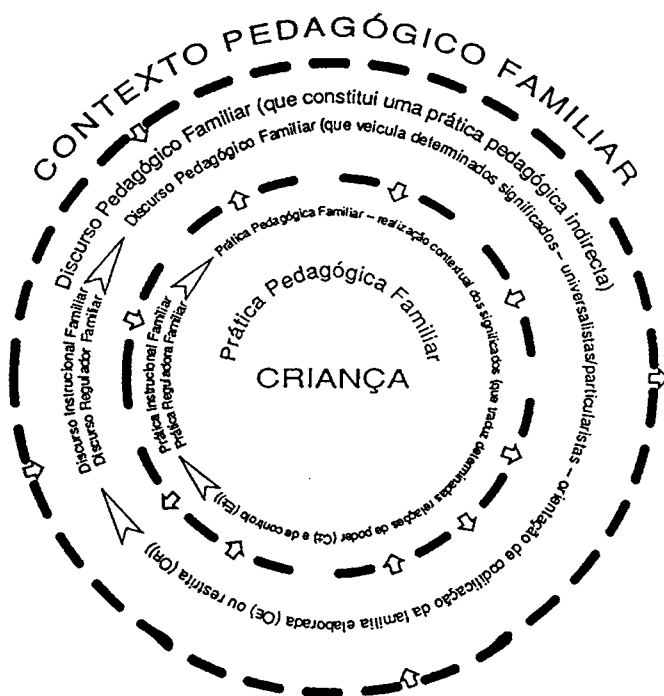 CONTEXTO PEDAGÓGICO FAMILIAR
Discurso Pedagógico Familiar (que constitui uma prática pedagógica indirecta)
Discurso Pedagógico Familiar (que veicula determinados significados – universalistas/particularistas – orientação de codificação da família elaborada (OE) ou restrita (OR))
Discurso Instrucional Familiar
Discurso Regulador Familiar
Prática Pedagógica Familiar – realização contextual dos significados (que traduz determinadas relações de poder (C±) e de controlo (E±))
Prática Instrucional Familiar
Prática Reguladora Familiar
Prática Pedagógica Familiar
CRIANÇA